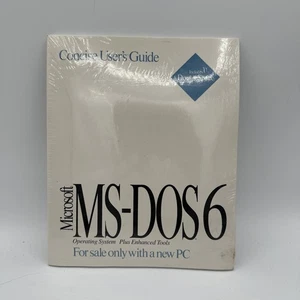 Concise User's Guide
Microsoft
MS-DOS 6
Operating System Plus Enhanced Tools
For sale only with a new PC